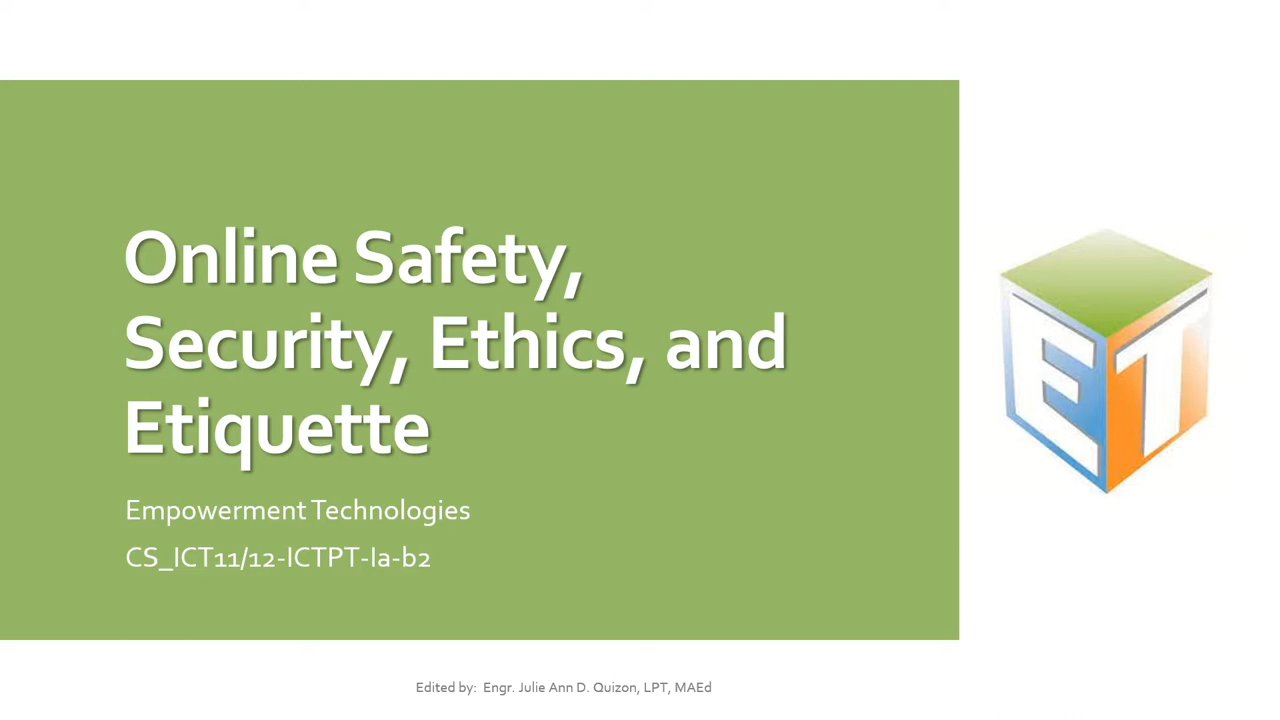 Online Safety,
Security, Ethics, and
Etiquette
Empowerment Technologies
CS_ICT11/12-ICTPT-Ia-b2
ET
Edited by: Engr. Julie Ann D. Quizon, LPT, MAEd